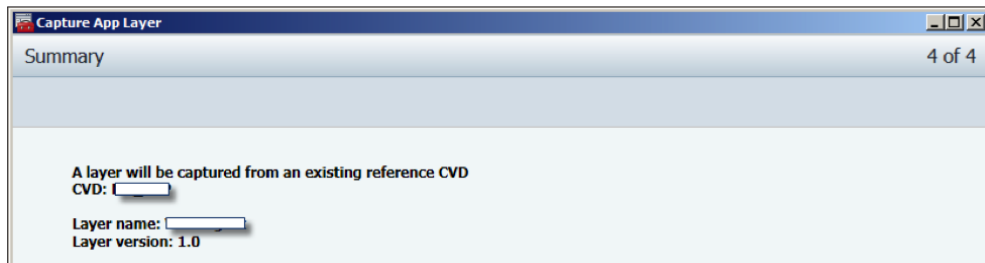 Capture App Layer
Summary
4 of 4
A layer will be captured from an existing reference CVD
CVD:
Layer name:
Layer version: 1.0